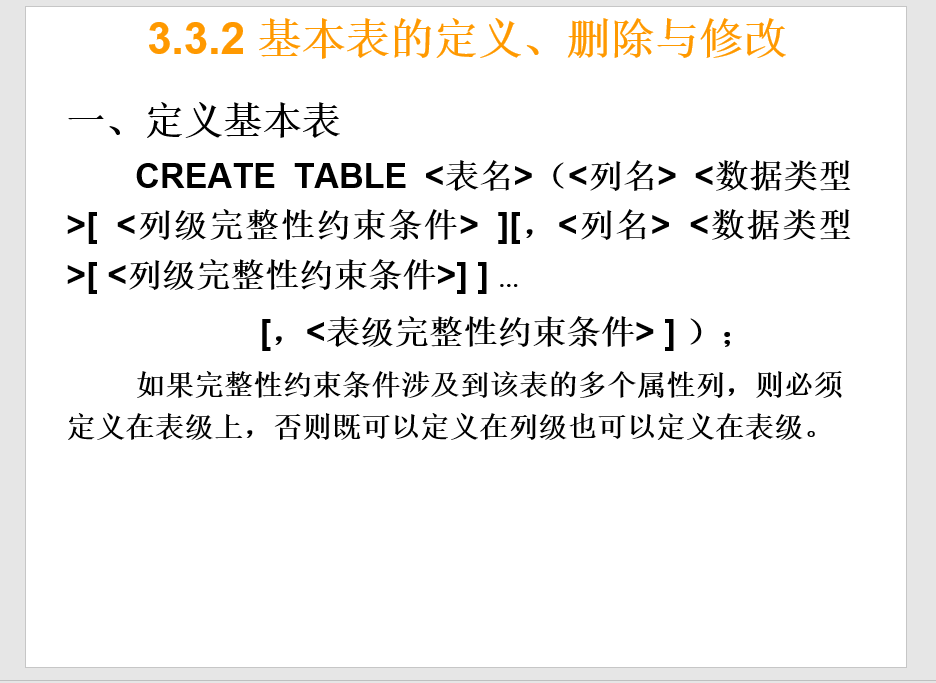 3.3.2 基本表的定义、删除与修改
一、定义基本表
CREATE TABLE <表名>（<列名> <数据类型
>[ <列级完整性约束条件> ][，<列名> <数据类型
>[ <列级完整性约束条件>] ] …
[，<表级完整性约束条件> ] ）；
如果完整性约束条件涉及到该表的多个属性列，则必须
定义在表级上，否则既可以定义在列级也可以定义在表级。